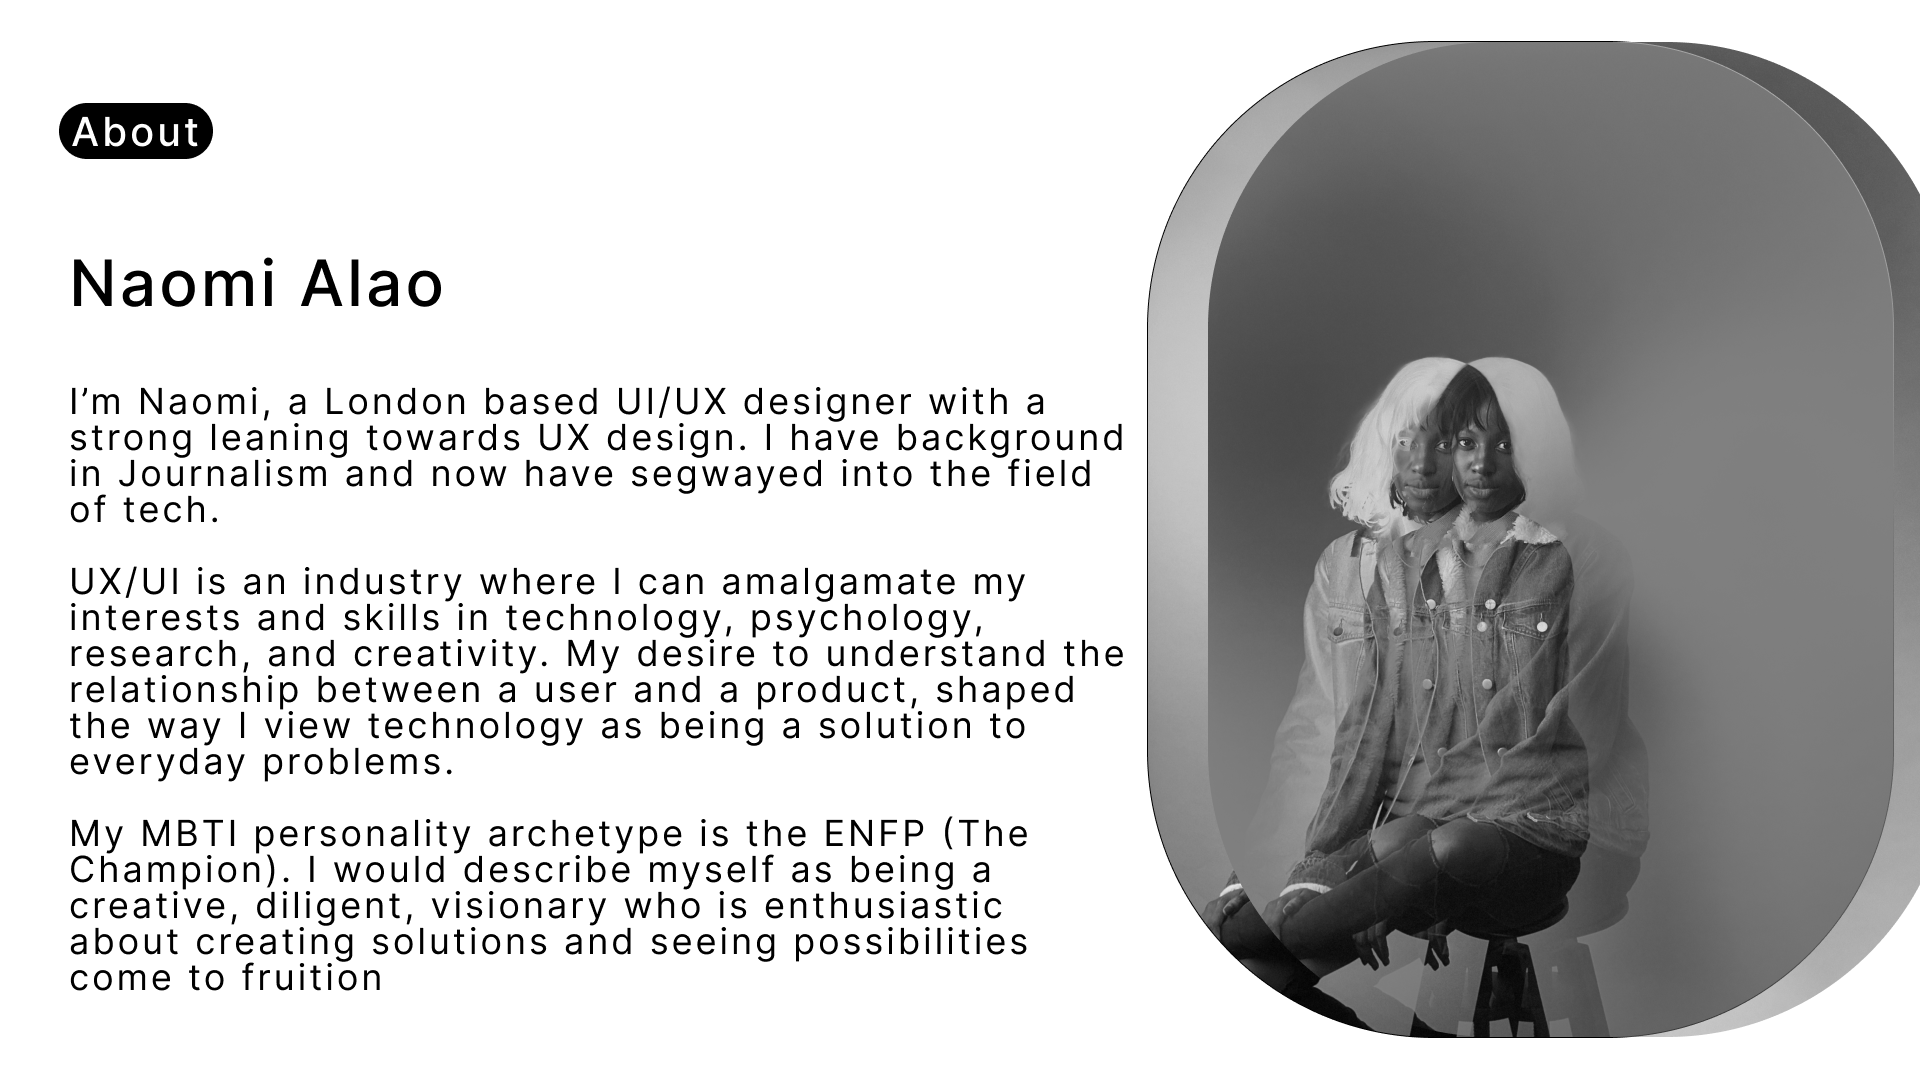 About
Naomi Alao
I’m Naomi, a London based UI/UX designer with a
strong leaning towards UX design. I have background
in Journalism and now have segwayed into the field
of tech.
UX/UI is an industry where I can amalgamate my
interests and skills in technology, psychology,
research, and creativity. My desire to understand the
relationship between a user and a product, shaped
the way I view technology as being a solution to
everyday problems.
My MBTI personality archetype is the ENFP (The
Champion). I would describe myself as being a
creative, diligent, visionary who is enthusiastic
about creating solutions and seeing possibilities
come to fruition